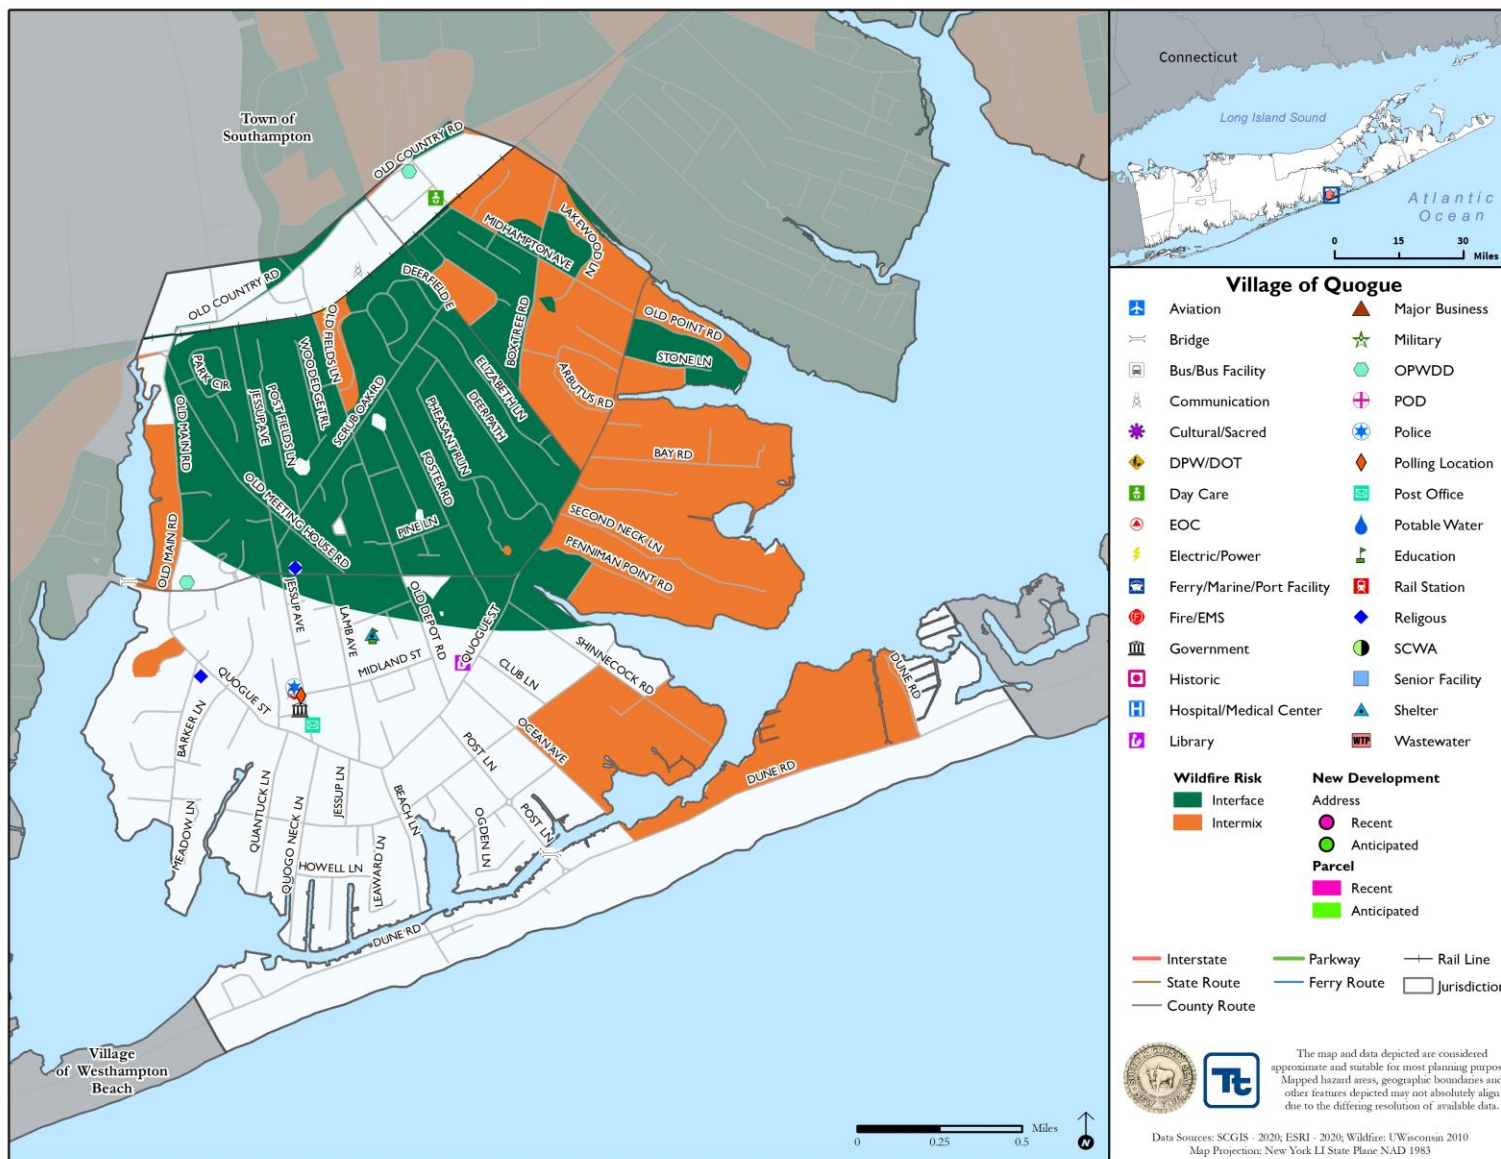 Town of
Southampton
OLD COUNTRY RD
OLD COUNTRY RD
MIDHAMPTON AVE
LAKEWOOD LN
DEERFIELD E
OLD FIELDS LN
BOXTREE RD
OLD POINT RD
STONE LN
WOODEDGE TRL
PARK CIR
JESSUP AVE
POST FIELDS LN
SCRUB OAK RD
ELIZABETH LN
DEER PATH
ARBUTUS RD
OLD MAIN RD
PHEASANT RUN
FOSTER RD
BAY RD
OLD MEETING HOUSE RD
PINE LN
SECOND NECK LN
PENNIMAN POINT RD
OLD MAIN RD
JESSUP AVE
LAMB AVE
OLD DEPOT RD
QUOGUE ST
SHINNECOCK RD
MIDLAND ST
CLUB LN
QUOGUE ST
BARKER LN
OCEAN AVE
POST LN
DUNE RD
DUNE RD
MEADOW LN
QUANTUCK LN
QUOGO NECK LN
JESSUP LN
BEACH LN
OGDEN LN
POST LN
HOWELL LN
LEAWARD LN
DUNE RD
Village
of Westhampton
Beach
0 0.25 0.5 Miles
N
Connecticut
Long Island Sound
Atlantic
Ocean
0 15 30
Miles
Village of Quogue
Aviation
Bridge
Bus/Bus Facility
Communication
Cultural/Sacred
DPW/DOT
Day Care
EOC
Electric/Power
Ferry/Marine/Port Facility
Fire/EMS
Government
Historic
Hospital/Medical Center
Library
Major Business
Military
OPWDD
POD
Police
Polling Location
Post Office
Potable Water
Education
Rail Station
Religous
SCWA
Senior Facility
Shelter
WTP Wastewater
Wildfire Risk
Interface
Intermix
New Development
Address
Recent
Anticipated
Parcel
Recent
Anticipated
Interstate
State Route
County Route
Parkway
Ferry Route
Rail Line
Jurisdiction
Tt
The map and data depicted are considered
approximate and suitable for most planning purpos
Mapped hazard areas, geographic boundaries and
other features depicted may not absolutely align
due to the differing resolution of available data.
Data Sources: SCGIS - 2020; ESRI - 2020; Wildfire: UWisconsin 2010
Map Projection: New York LI State Plane NAD 1983